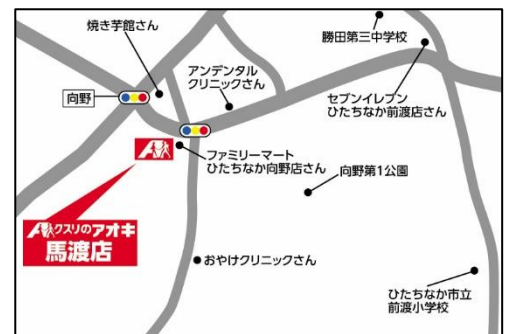 焼き芋館さん
勝田第三中学校
アンデンタル
クリニックさん
向野
セブンイレブン
ひたちなか前渡店さん
ファミリーマート
ひたちなか向野店さん
向野第1公園
クスリのアオキ
馬渡店
おやけクリニックさん
ひたちなか市立
前渡小学校